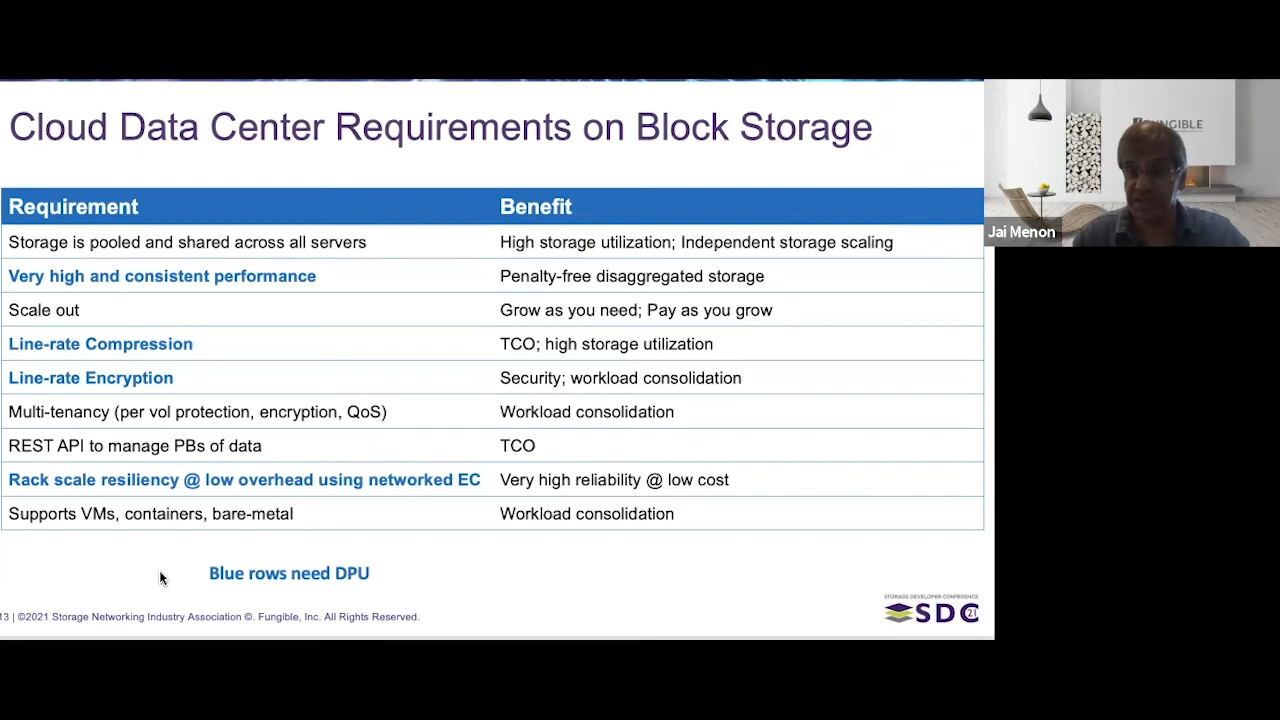 Cloud Data Center Requirements on Block Storage
Requirement Benefit
Storage is pooled and shared across all servers High storage utilization; Independent storage scaling
Very high and consistent performance Penalty-free disaggregated storage
Scale out Grow as you need; Pay as you grow
Line-rate Compression TCO; high storage utilization
Line-rate Encryption Security; workload consolidation
Multi-tenancy (per vol protection, encryption, QoS) Workload consolidation
REST API to manage PBs of data TCO
Rack scale resiliency @ low overhead using networked EC Very high reliability @ low cost
Supports VMs, containers, bare-metal Workload consolidation
Blue rows need DPU
13 | ©2021 Storage Networking Industry Association ©. Fungible, Inc. All Rights Reserved.
STORAGE DEVELOPER CONFERENCE
SDC 21
FUNGIBLE
Jai Menon